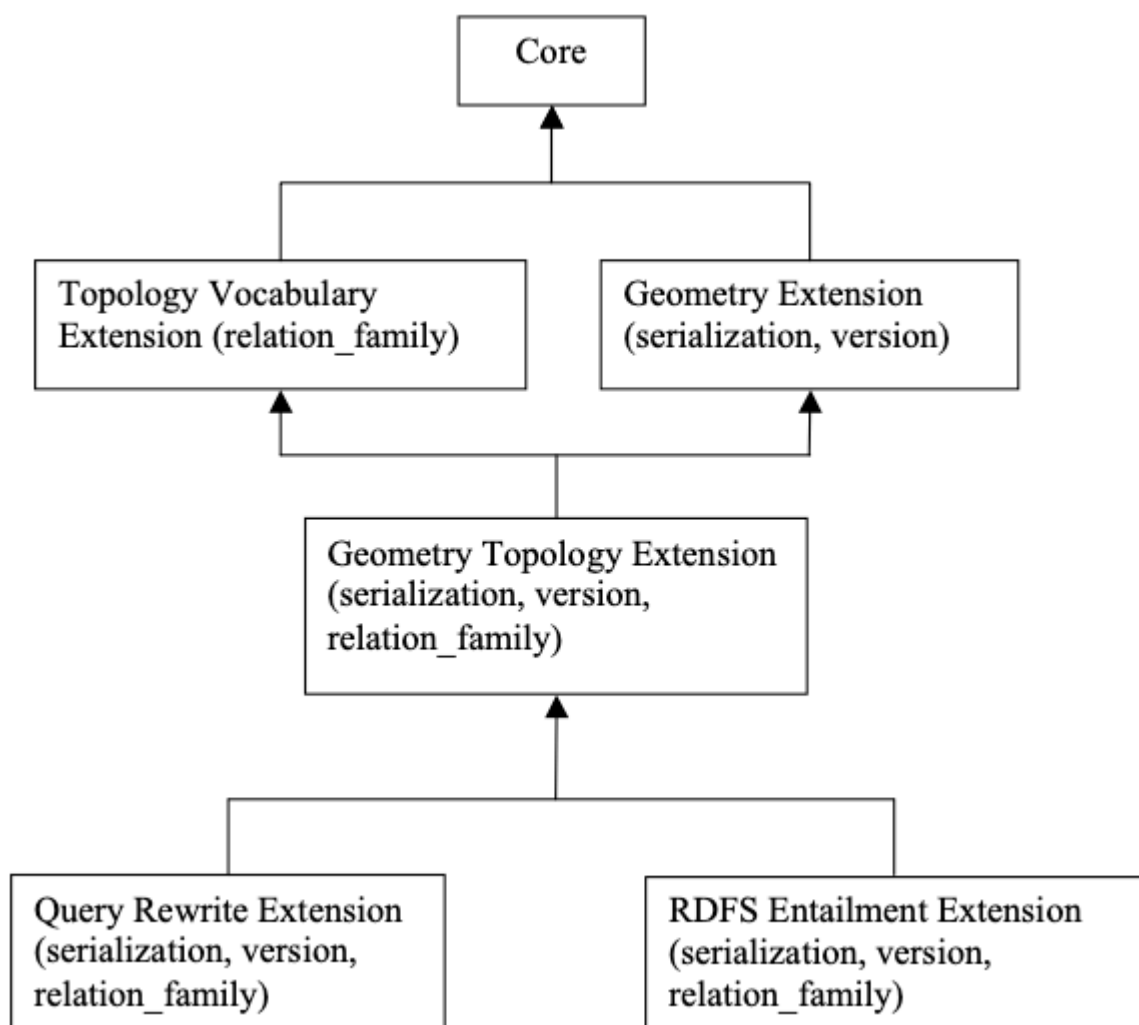 Core
Topology Vocabulary
Extension (relation_family)
Geometry Extension
(serialization, version)
Geometry Topology Extension
(serialization, version,
relation_family)
Query Rewrite Extension
(serialization, version,
relation_family)
RDFS Entailment Extension
(serialization, version,
relation_family)